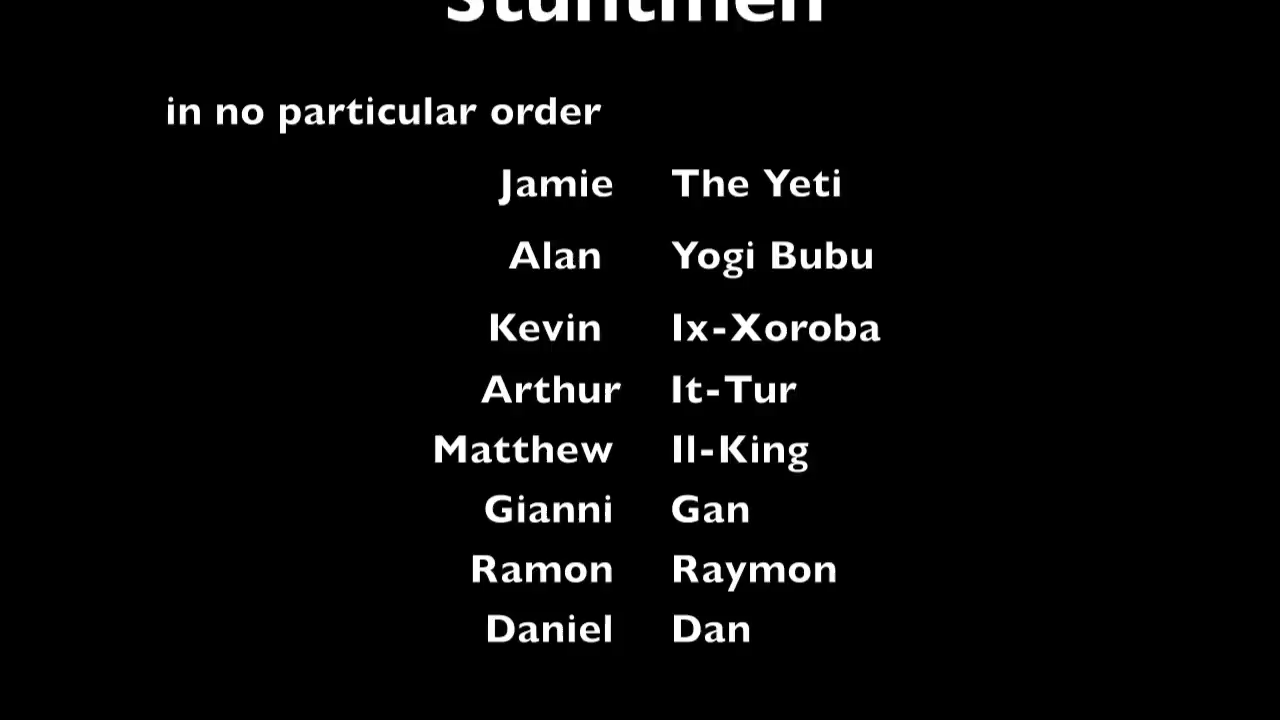 Stuntmen
in no particular order
Jamie The Yeti
Alan Yogi Bubu
Kevin Ix-Xoroba
Arthur It-Tur
Matthew Il-King
Gianni Gan
Ramon Raymon
Daniel Dan